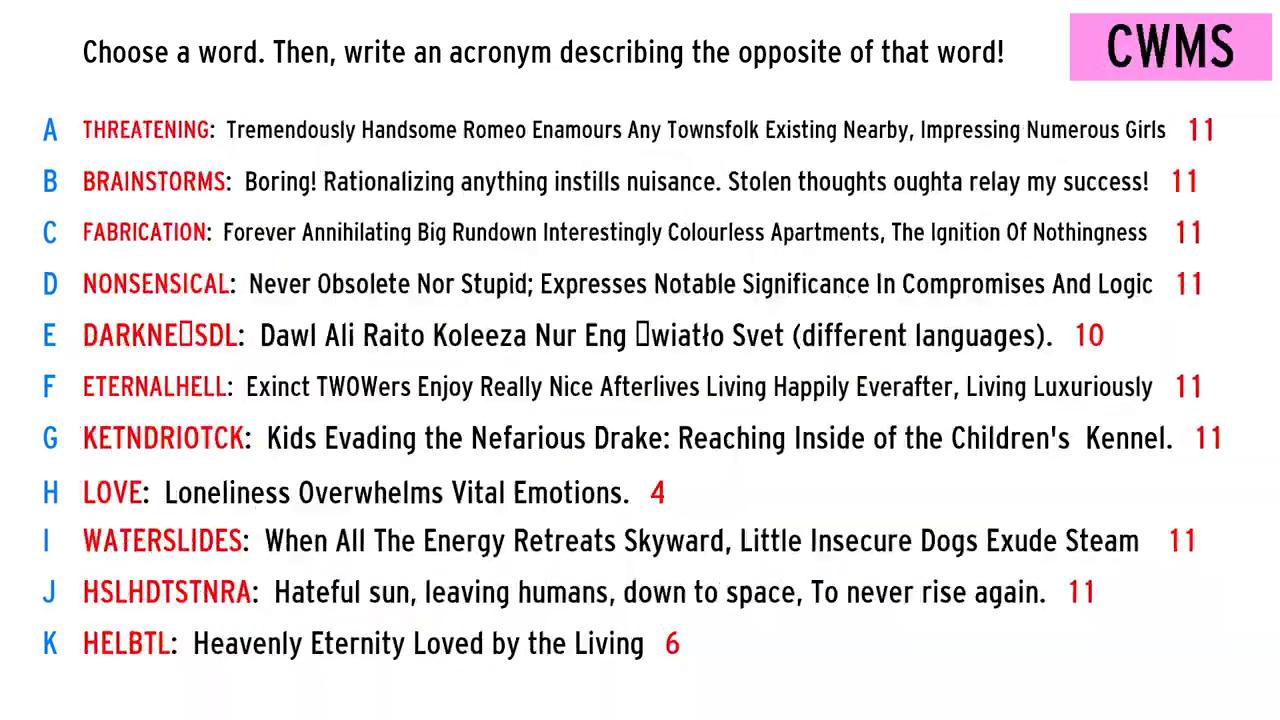 Choose a word. Then, write an acronym describing the opposite of that word!
CWMS
A THREATENING: Tremendously Handsome Romeo Enamours Any Townsfolk Existing Nearby, Impressing Numerous Girls 11
B BRAINSTORMS: Boring! Rationalizing anything instills nuisance. Stolen thoughts oughta relay my success! 11
C FABRICATION: Forever Annihilating Big Rundown Interestingly Colourless Apartments, The Ignition Of Nothingness 11
D NONSENSICAL: Never Obsolete Nor Stupid; Expresses Notable Significance In Compromises And Logic 11
E DARKNE▯SDL: Dawl Ali Raito Koleeza Nur Eng ▯wiatło Svet (different languages). 10
F ETERNALHELL: Exinct TWOWers Enjoy Really Nice Afterlives Living Happily Everafter, Living Luxuriously 11
G KETNDRIOTCK: Kids Evading the Nefarious Drake: Reaching Inside of the Children's Kennel. 11
H LOVE: Loneliness Overwhelms Vital Emotions. 4
I WATERSLIDES: When All The Energy Retreats Skyward, Little Insecure Dogs Exude Steam 11
J HSLHDTSTNRA: Hateful sun, leaving humans, down to space, To never rise again. 11
K HELBTL: Heavenly Eternity Loved by the Living 6